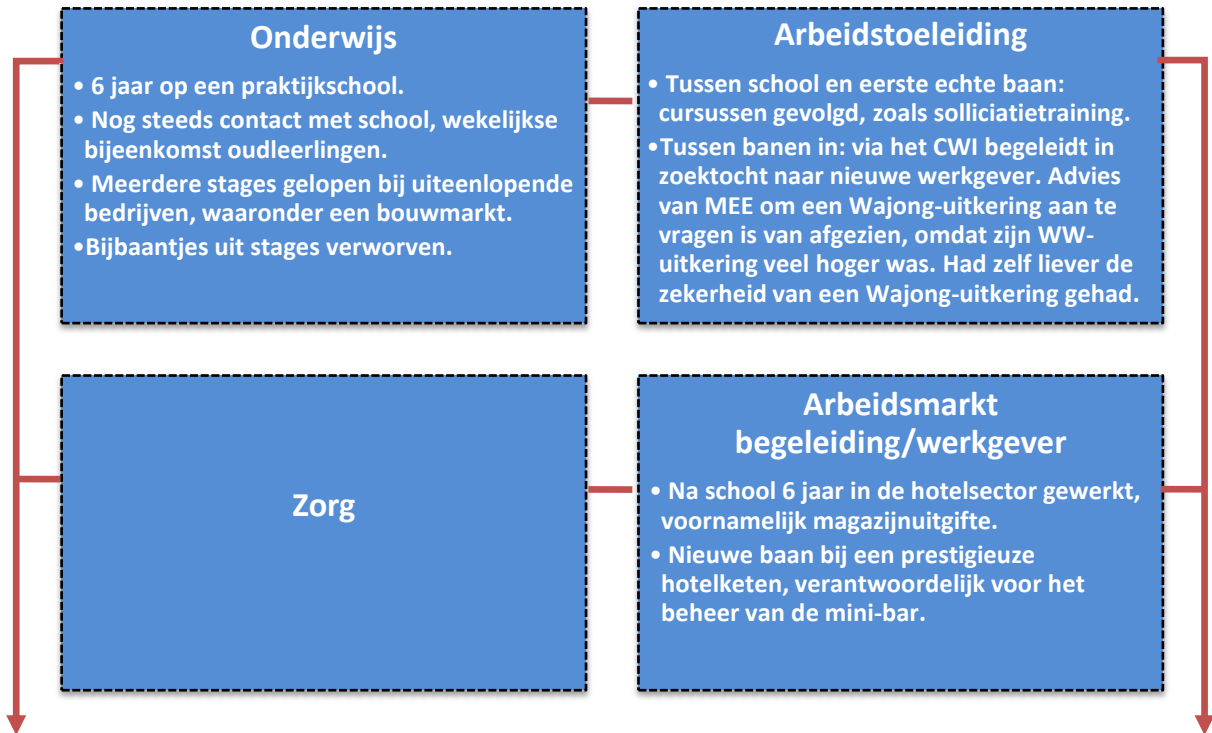 Onderwijs
• 6 jaar op een praktijkschool.
• Nog steeds contact met school, wekelijkse
bijeenkomst oudleerlingen.
• Meerdere stages gelopen bij uiteenlopende
bedrijven, waaronder een bouwmarkt.
•Bijbaantjes uit stages verworven.
Arbeidstoeleiding
• Tussen school en eerste echte baan:
cursussen gevolgd, zoals solliciatietraining.
•Tussen banen in: via het CWI begeleidt in
zoektocht naar nieuwe werkgever. Advies
van MEE om een Wajong-uitkering aan te
vragen is van afgezien, omdat zijn WW-
uitkering veel hoger was. Had zelf liever de
zekerheid van een Wajong-uitkering gehad.
Zorg
Arbeidsmarkt
begeleiding/werkgever
• Na school 6 jaar in de hotelsector gewerkt,
voornamelijk magazijnuitgifte.
• Nieuwe baan bij een prestigieuze
hotelketen, verantwoordelijk voor het
beheer van de mini-bar.